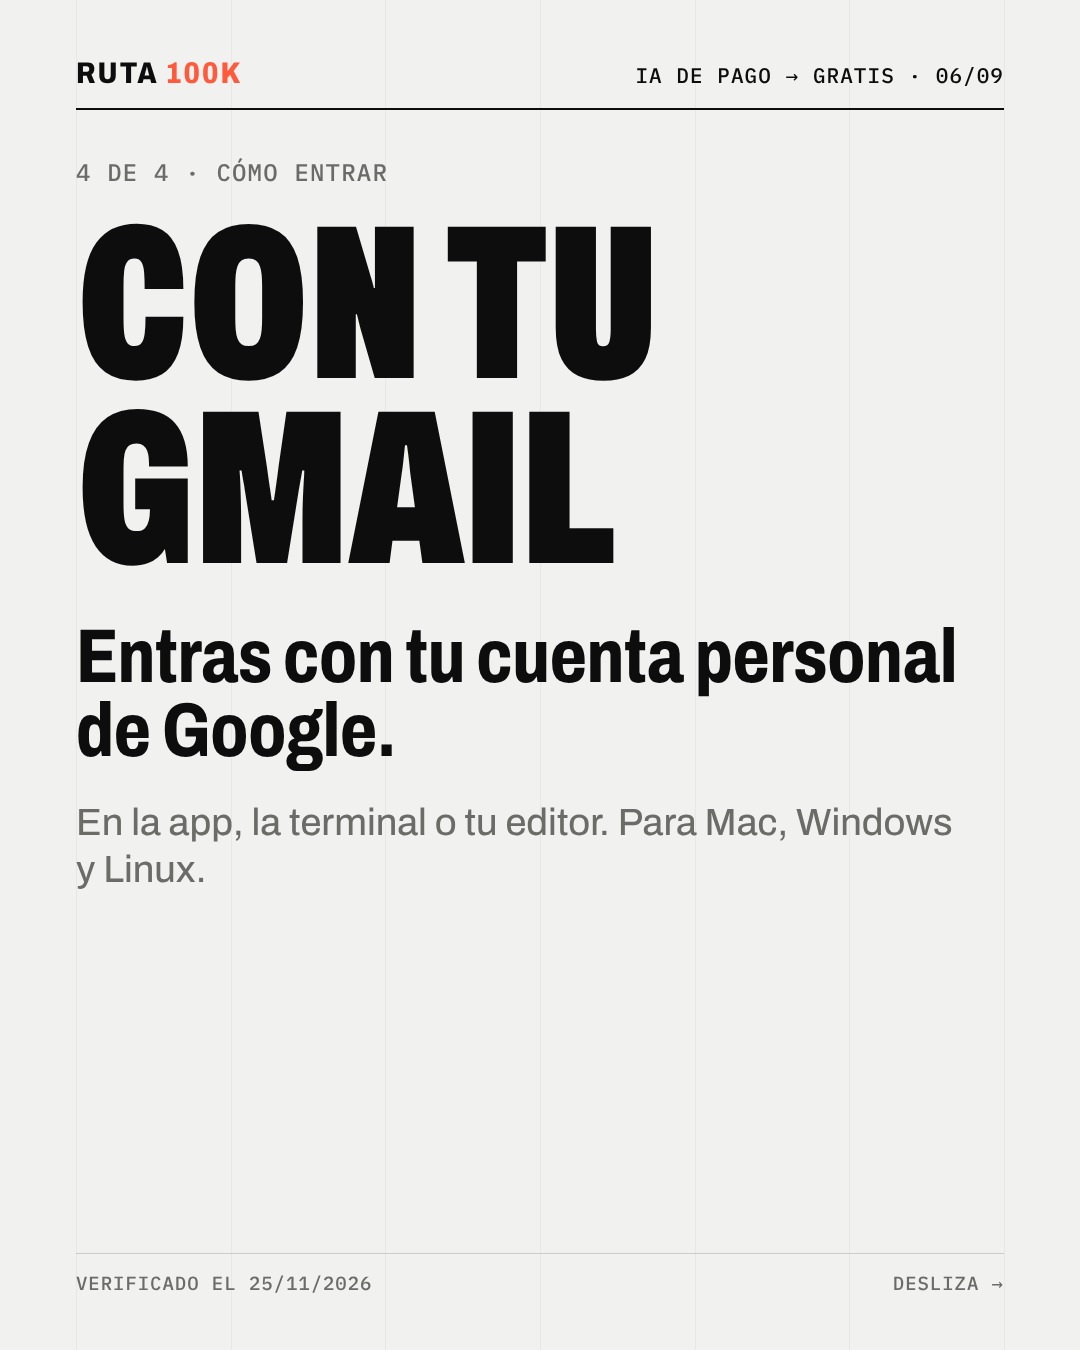 RUTA 100K
IA DE PAGO → GRATIS · 06/09
4 DE 4 · CÓMO ENTRAR
CON TU
GMAIL
Entras con tu cuenta personal
de Google.
En la app, la terminal o tu editor. Para Mac, Windows
y Linux.
VERIFICADO EL 25/11/2026
DESLIZA →